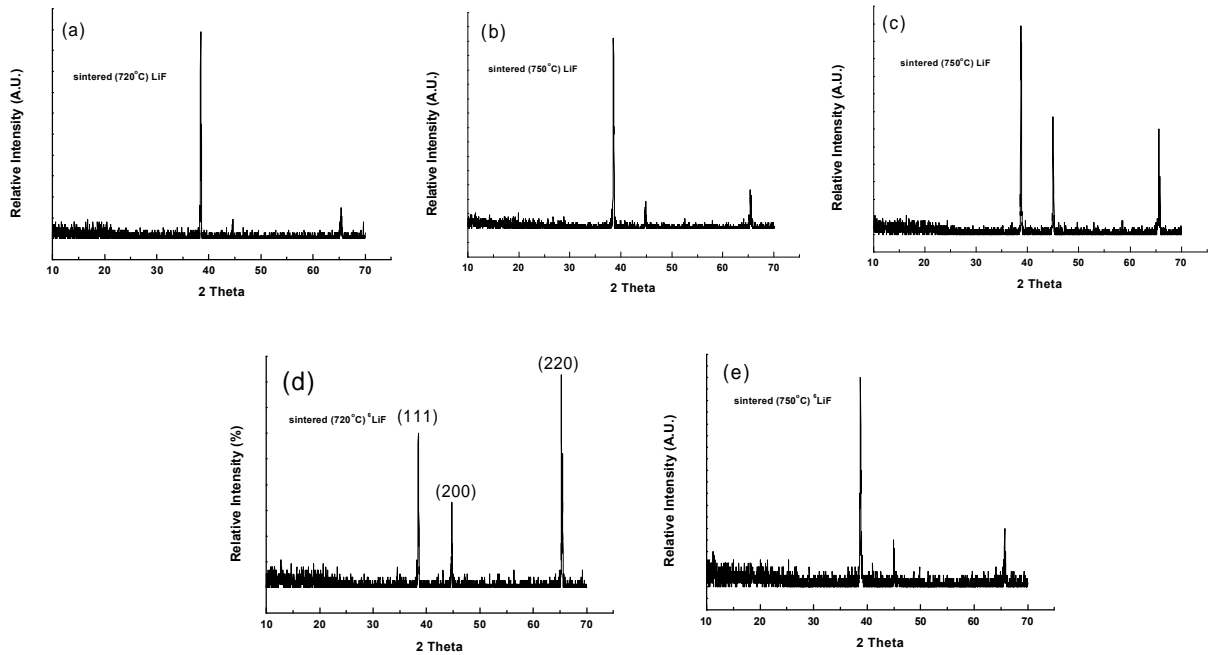 (a)
sintered (720°C) LiF
Relative Intensity (A.U.)
10 20 30 40 50 60 70
2 Theta
(b)
sintered (750°C) LiF
Relative Intensity (A.U.)
10 20 30 40 50 60 70
2 Theta
(c)
sintered (750°C) LiF
Relative Intensity (A.U.)
10 20 30 40 50 60 70
2 Theta
(d)
sintered (720°C) ⁶LiF
(111)
(200)
(220)
Relative Intensity (%)
10 20 30 40 50 60 70
2 Theta
(e)
sintered (750°C) ⁶LiF
Relative Intensity (A.U.)
10 20 30 40 50 60 70
2 Theta